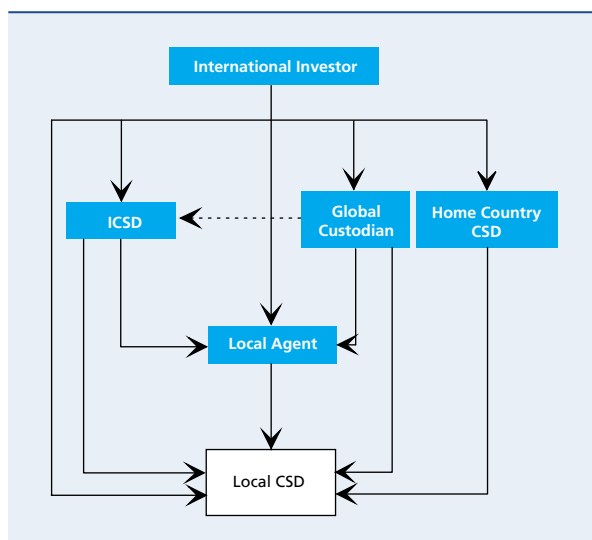 International Investor
ICSD
Global
Custodian
Home Country
CSD
Local Agent
Local CSD